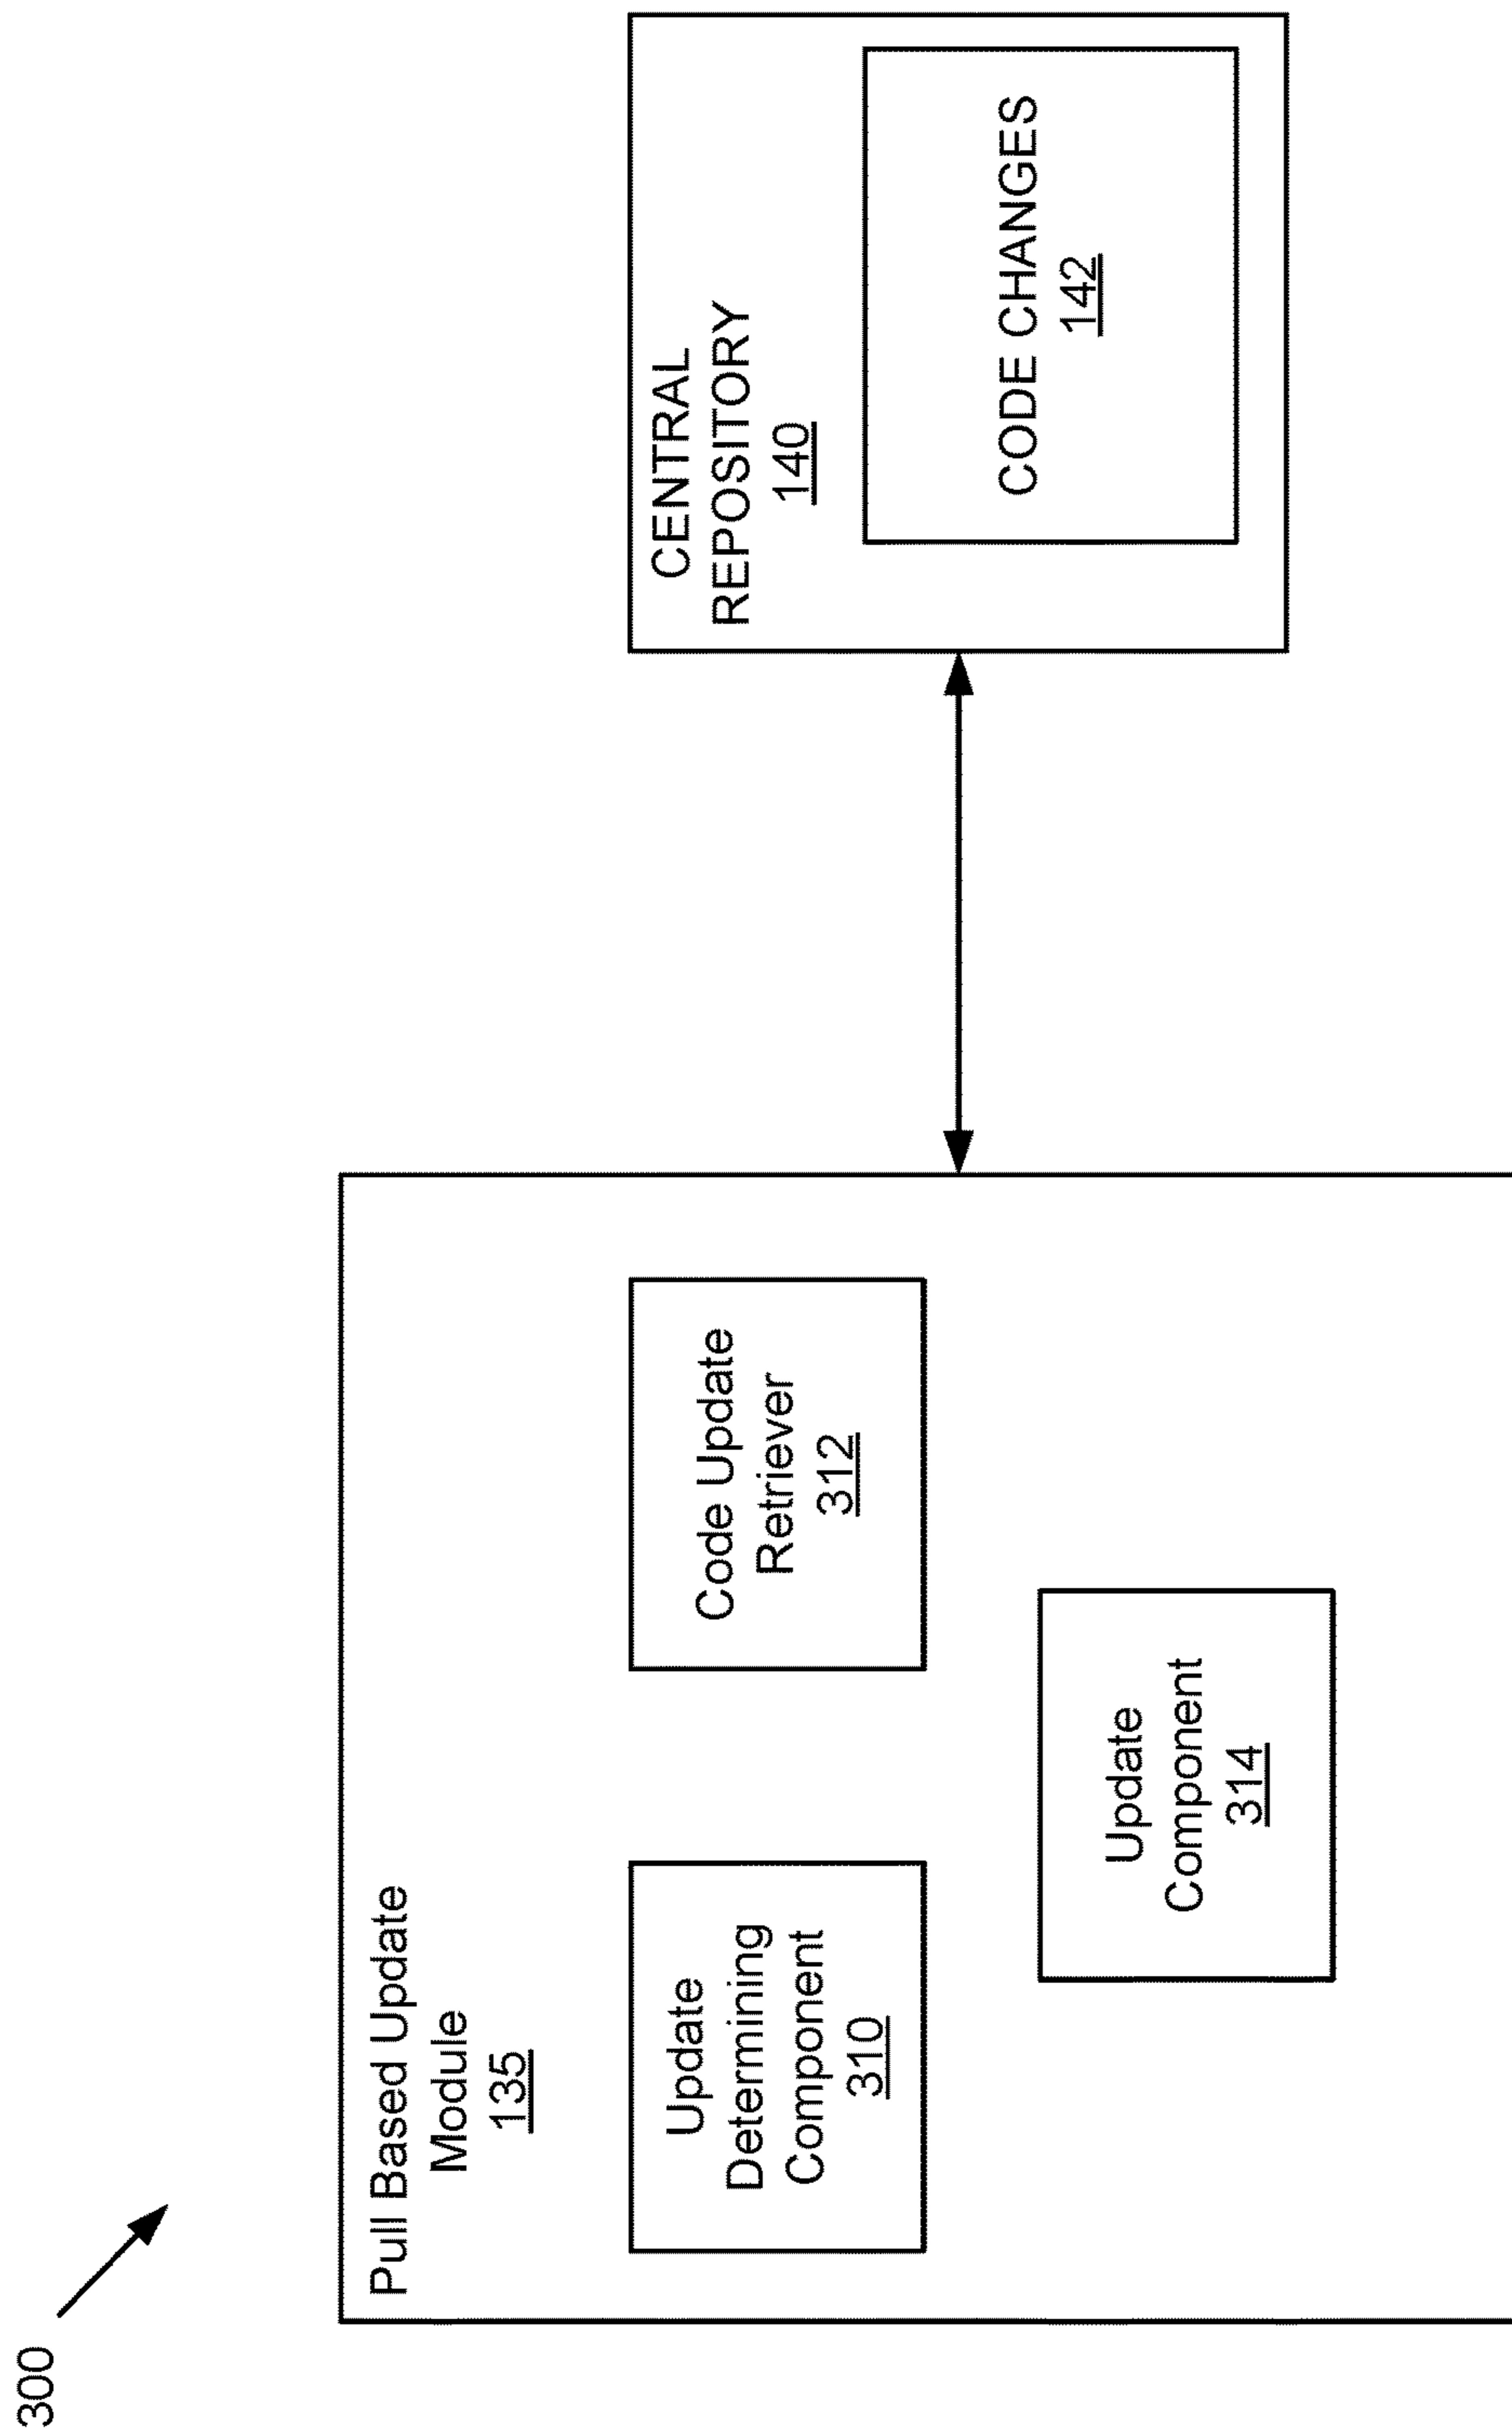 300
Pull Based Update
Module
135
Update
Determining
Component
310
Code Update
Retriever
312
Update
Component
314
CENTRAL
REPOSITORY
140
CODE CHANGES
142